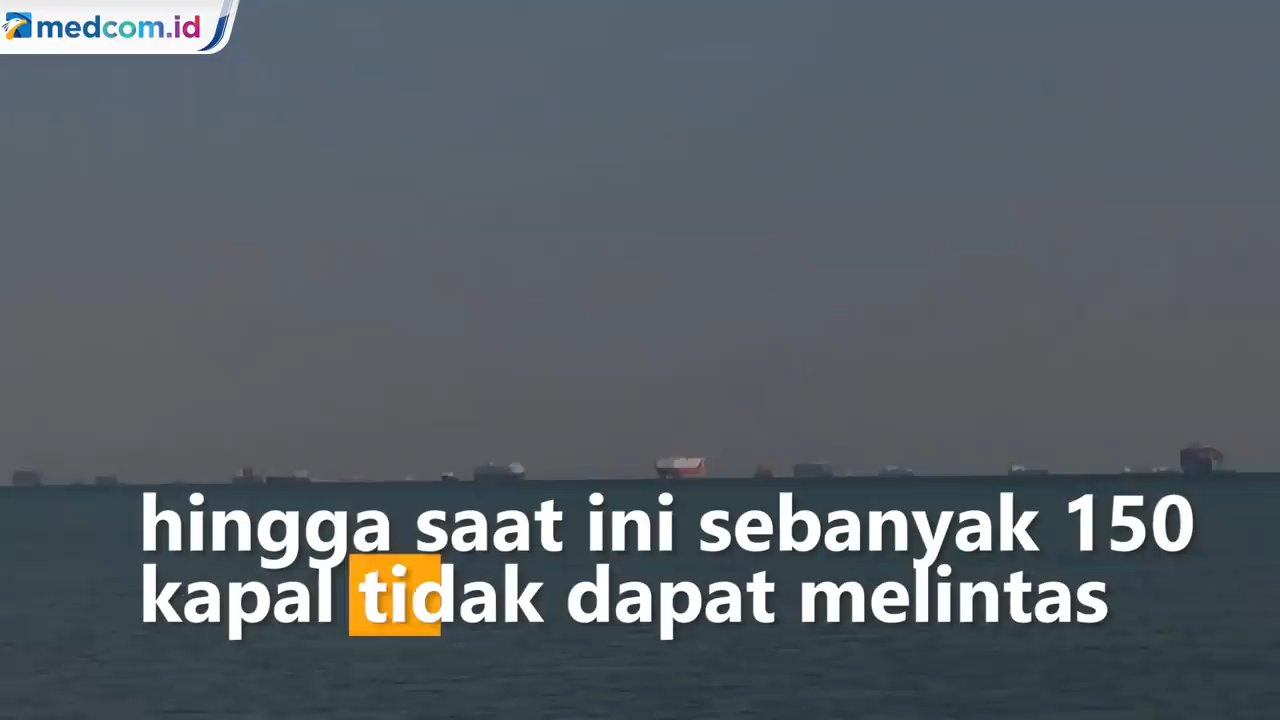 medcom.id
hingga saat ini sebanyak 150
kapal tidak dapat melintas